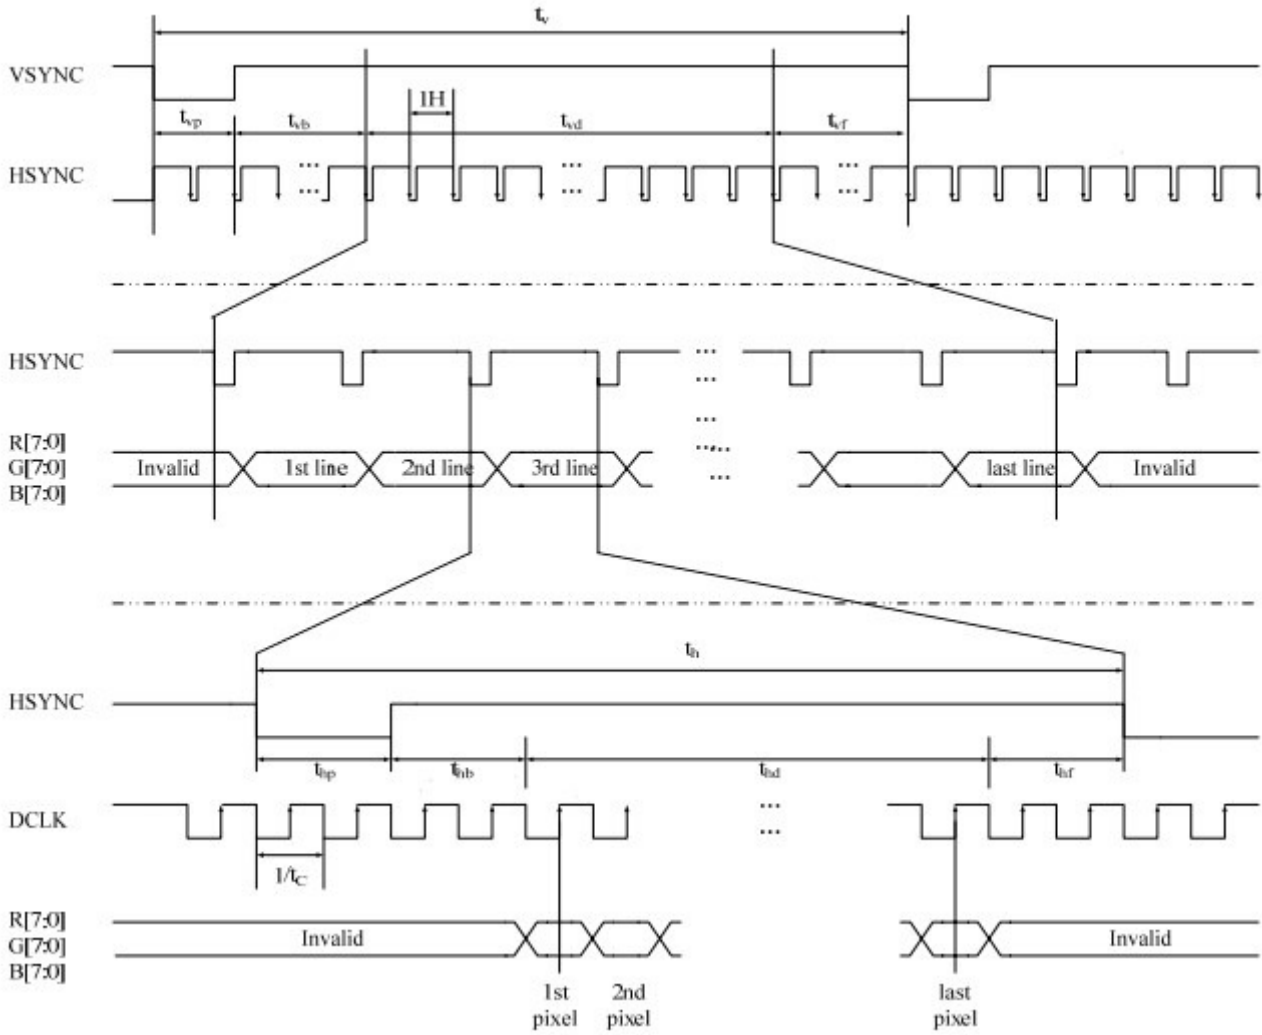 tv
VSYNC
tvp
tvb
1H
tvd
tvf
HSYNC
... ...
... ...
...
...
...
...
HSYNC
...
...
...
......
...
R[7:0]
G[7:0]
B[7:0]
Invalid
1st line
2nd line
3rd line
last line
Invalid
th
HSYNC
thp
thb
thd
thf
DCLK
...
...
1/tC
R[7:0]
G[7:0]
B[7:0]
Invalid
Invalid
1st pixel
2nd pixel
last pixel